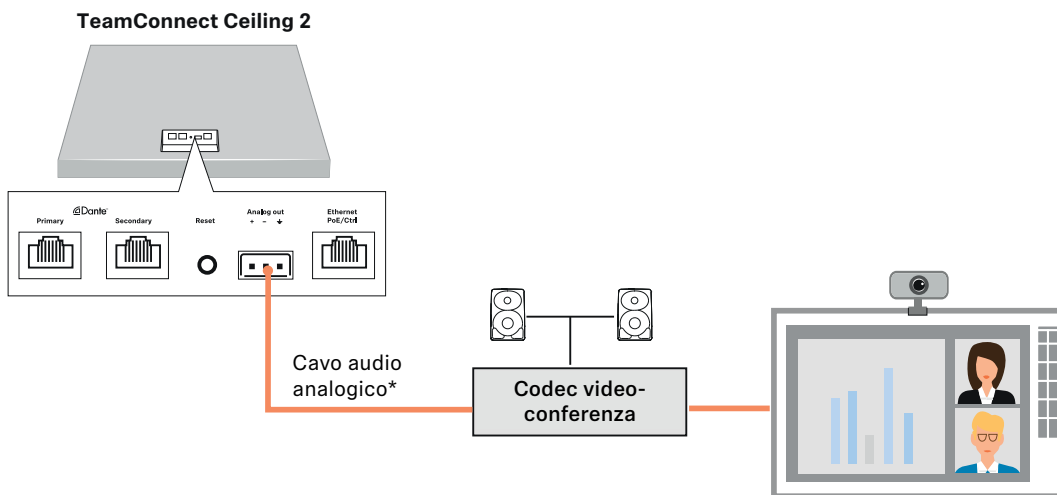 TeamConnect Ceiling 2
Dante
Primary
Secondary
Reset
Analog out
+ −
Ethernet
PoE/Ctrl
Cavo audio
analogico*
Codec video-
conferenza